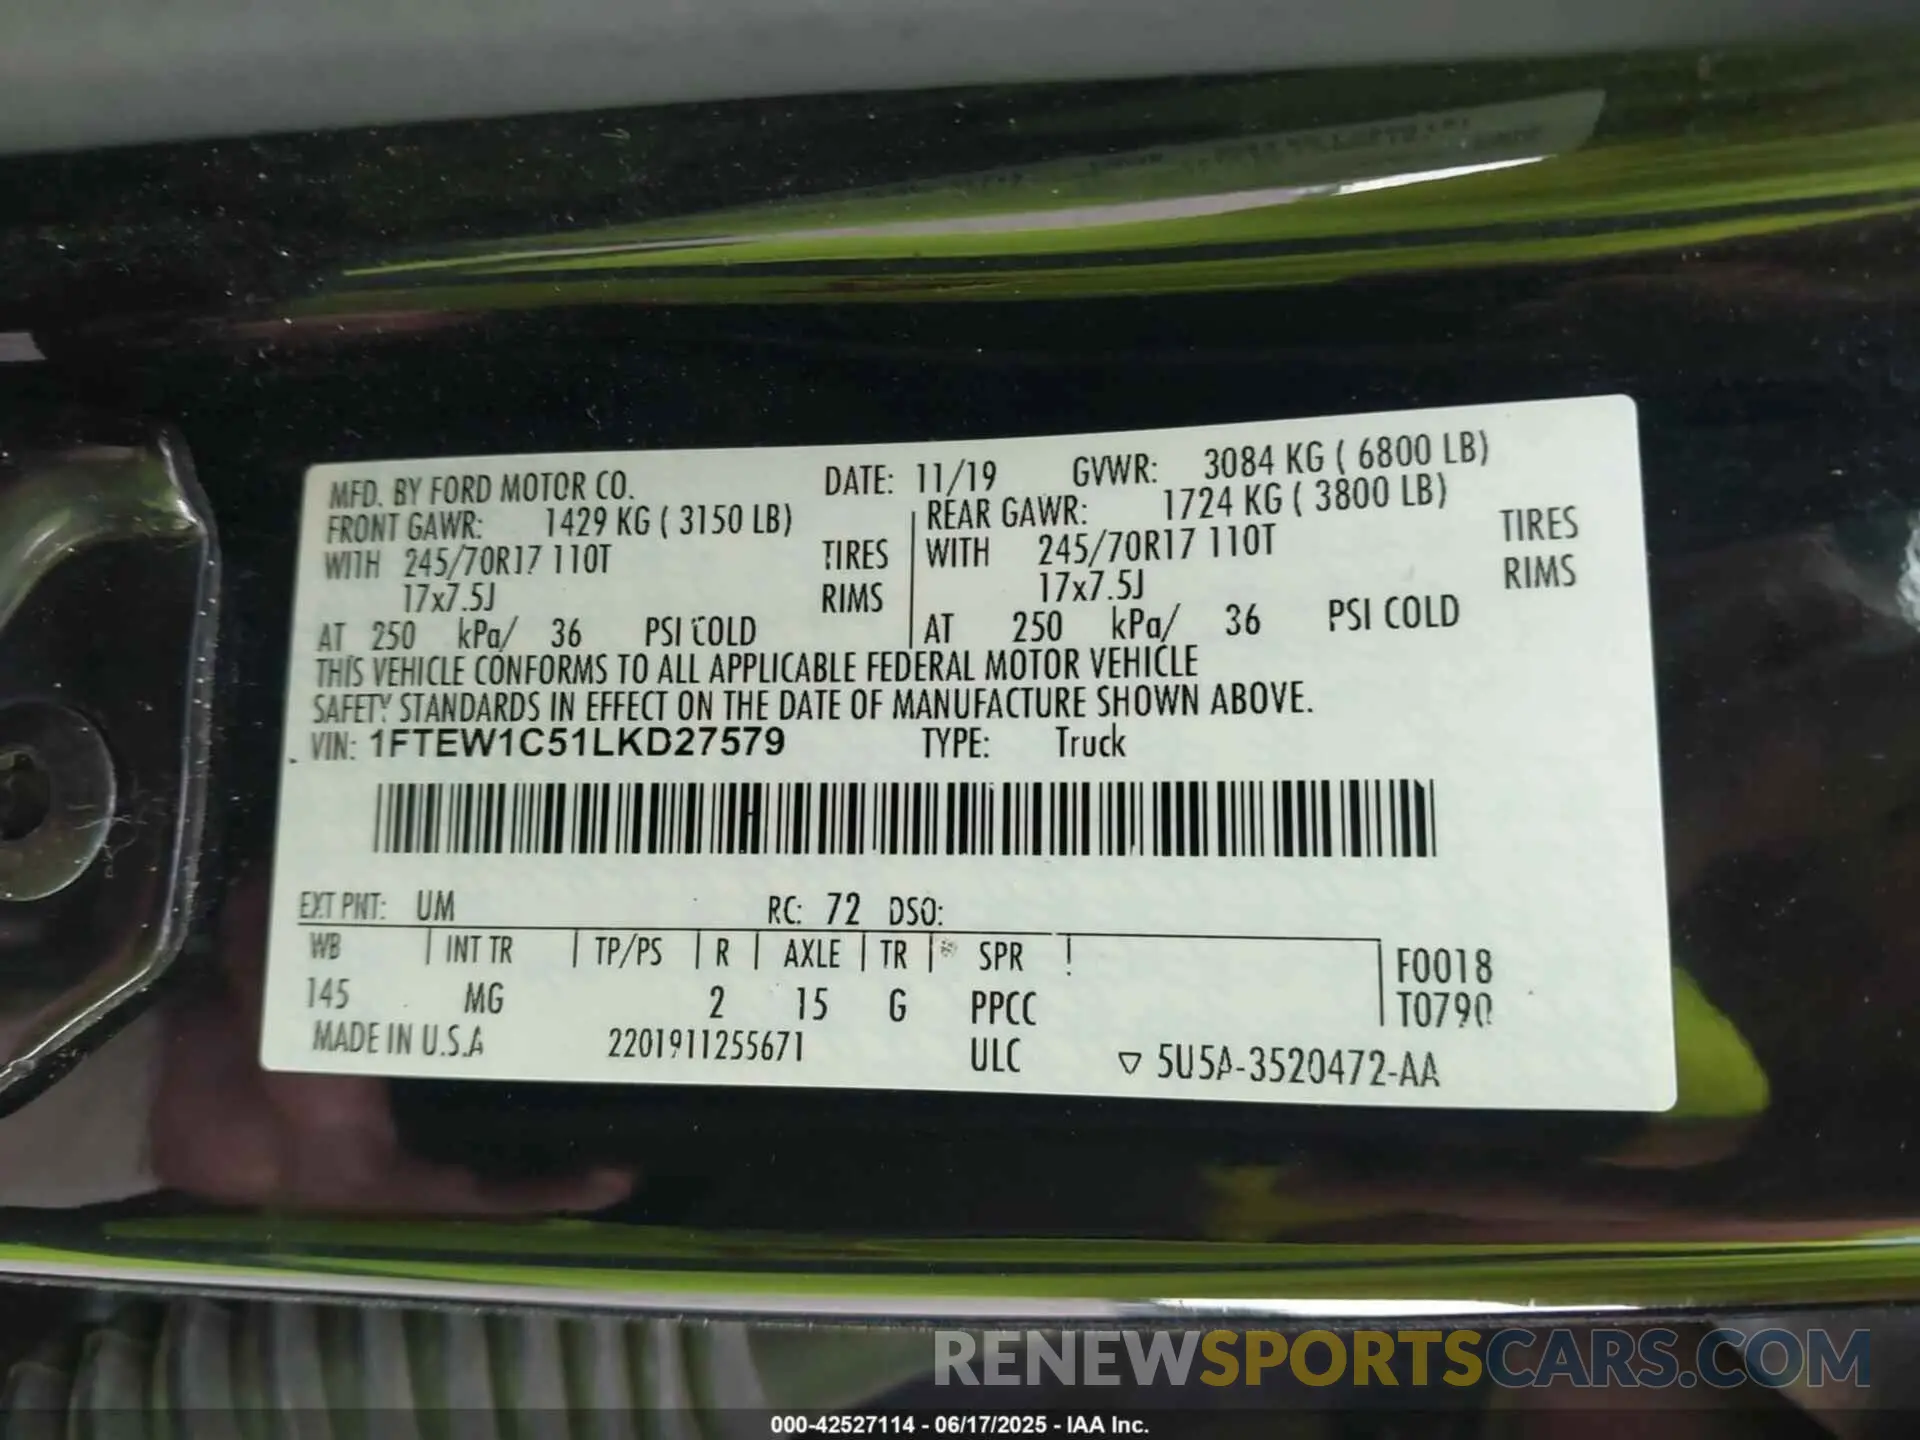 MFD. BY FORD MOTOR CO. DATE: 11/19 GVWR: 3084 KG ( 6800 LB)
FRONT GAWR: 1429 KG ( 3150 LB) REAR GAWR: 1724 KG ( 3800 LB)
WITH 245/70R17 110T TIRES WITH 245/70R17 110T TIRES
17x7.5J RIMS 17x7.5J RIMS
AT 250 kPa/ 36 PSI COLD AT 250 kPa/ 36 PSI COLD
THIS VEHICLE CONFORMS TO ALL APPLICABLE FEDERAL MOTOR VEHICLE
SAFETY STANDARDS IN EFFECT ON THE DATE OF MANUFACTURE SHOWN ABOVE.
VIN: 1FTEW1C51LKD27579 TYPE: Truck
EXT PNT: UM RC: 72 DSO:
WB INT TR TP/PS R AXLE TR SPR F0018
145 MG 2 15 G PPCC T0790
MADE IN U.S.A 2201911255671 ULC ▽ 5U5A-3520472-AA
RENEWSPORTSCARS.COM
000-42527114 - 06/17/2025 - IAA Inc.